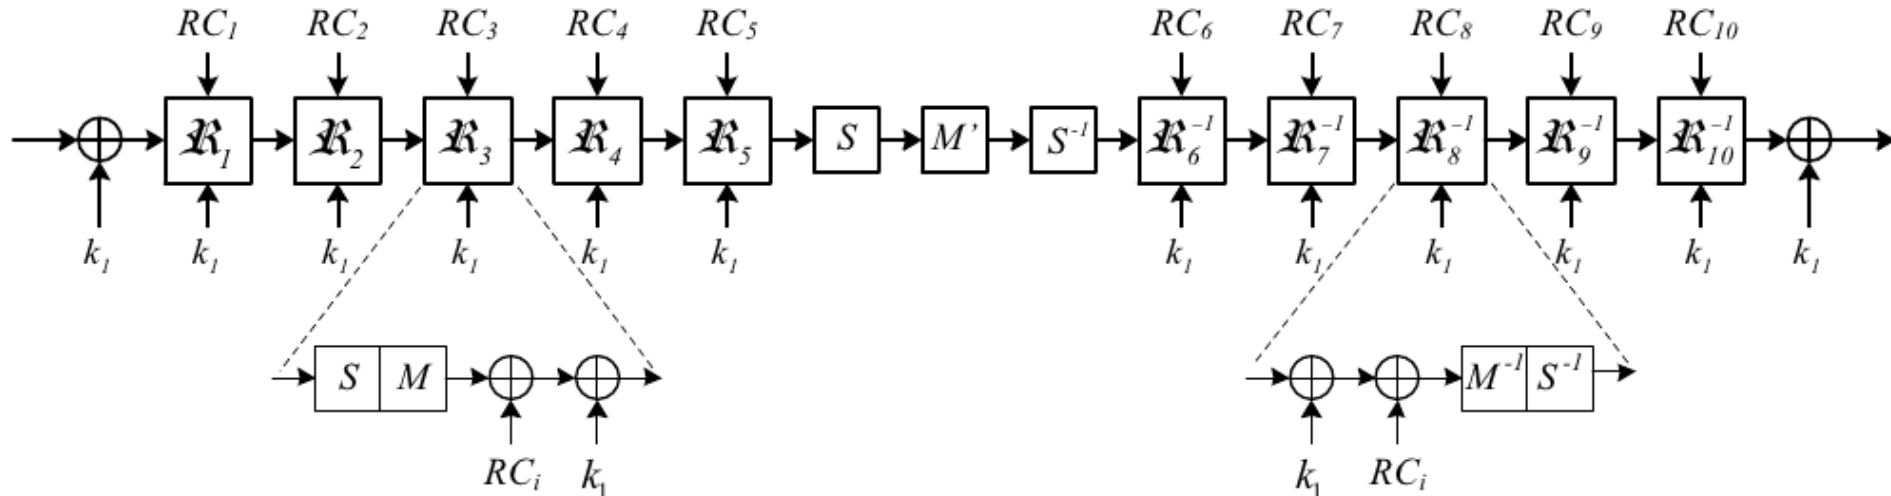 RC₁ RC₂ RC₃ RC₄ RC₅ RC₆ RC₇ RC₈ RC₉ RC₁₀
ℜ₁ ℜ₂ ℜ₃ ℜ₄ ℜ₅ S M’ S⁻¹ ℜ₆⁻¹ ℜ₇⁻¹ ℜ₈⁻¹ ℜ₉⁻¹ ℜ₁₀⁻¹
k₁ k₁ k₁ k₁ k₁ k₁ k₁ k₁ k₁ k₁ k₁ k₁
S M M⁻¹ S⁻¹
RCᵢ k₁ k₁ RCᵢ